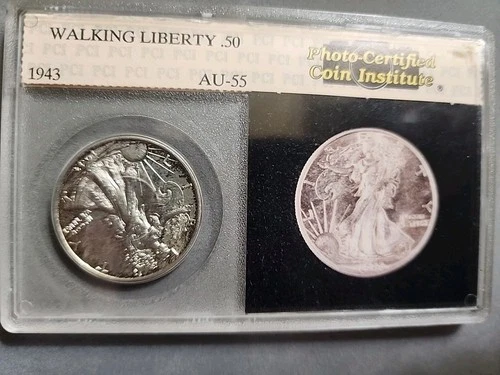 WALKING LIBERTY .50
1943
AU-55
Photo-Certified
Coin Institute